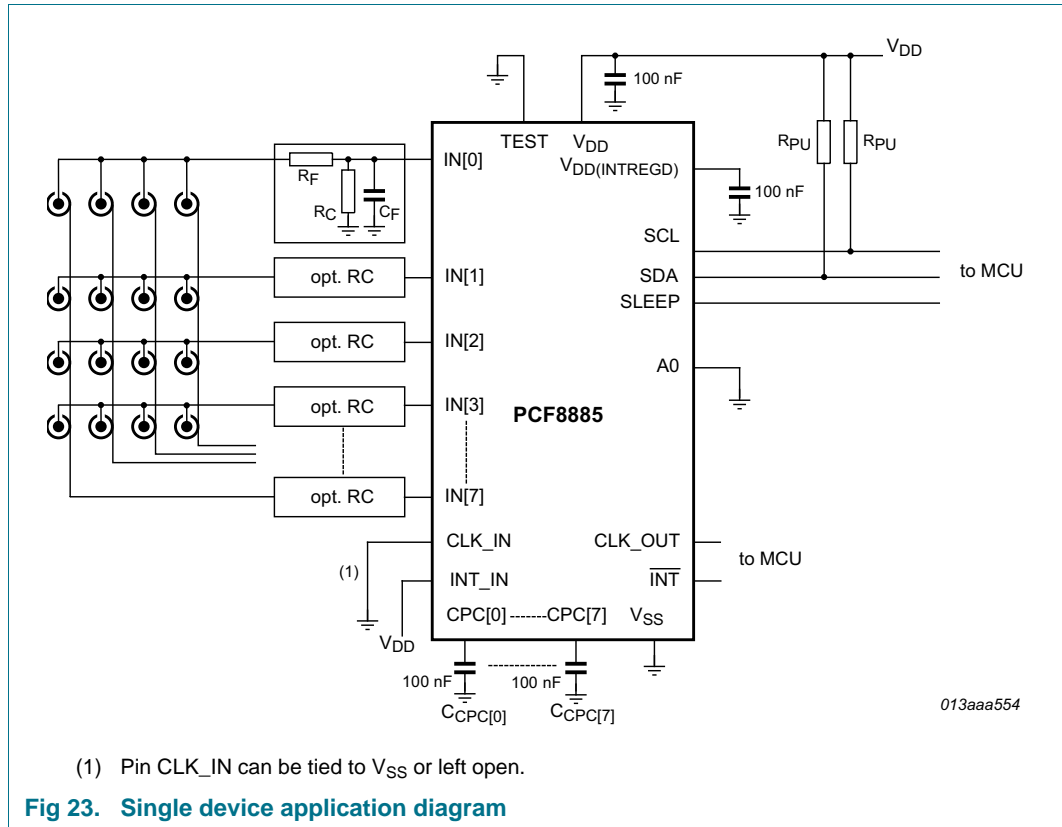 V_DD
100 nF
TEST
V_DD
R_PU
R_PU
IN[0]
V_DD(INTREGD)
R_F
R_C
C_F
100 nF
SCL
opt. RC
IN[1]
SDA
to MCU
SLEEP
opt. RC
IN[2]
A0
opt. RC
IN[3]
PCF8885
opt. RC
IN[7]
CLK_IN
CLK_OUT
(1)
to MCU
INT_IN
INT
CPC[0]
CPC[7]
V_SS
V_DD
100 nF
100 nF
C_CPC[0]
C_CPC[7]
013aaa554
(1) Pin CLK_IN can be tied to V_SS or left open.
Fig 23. Single device application diagram